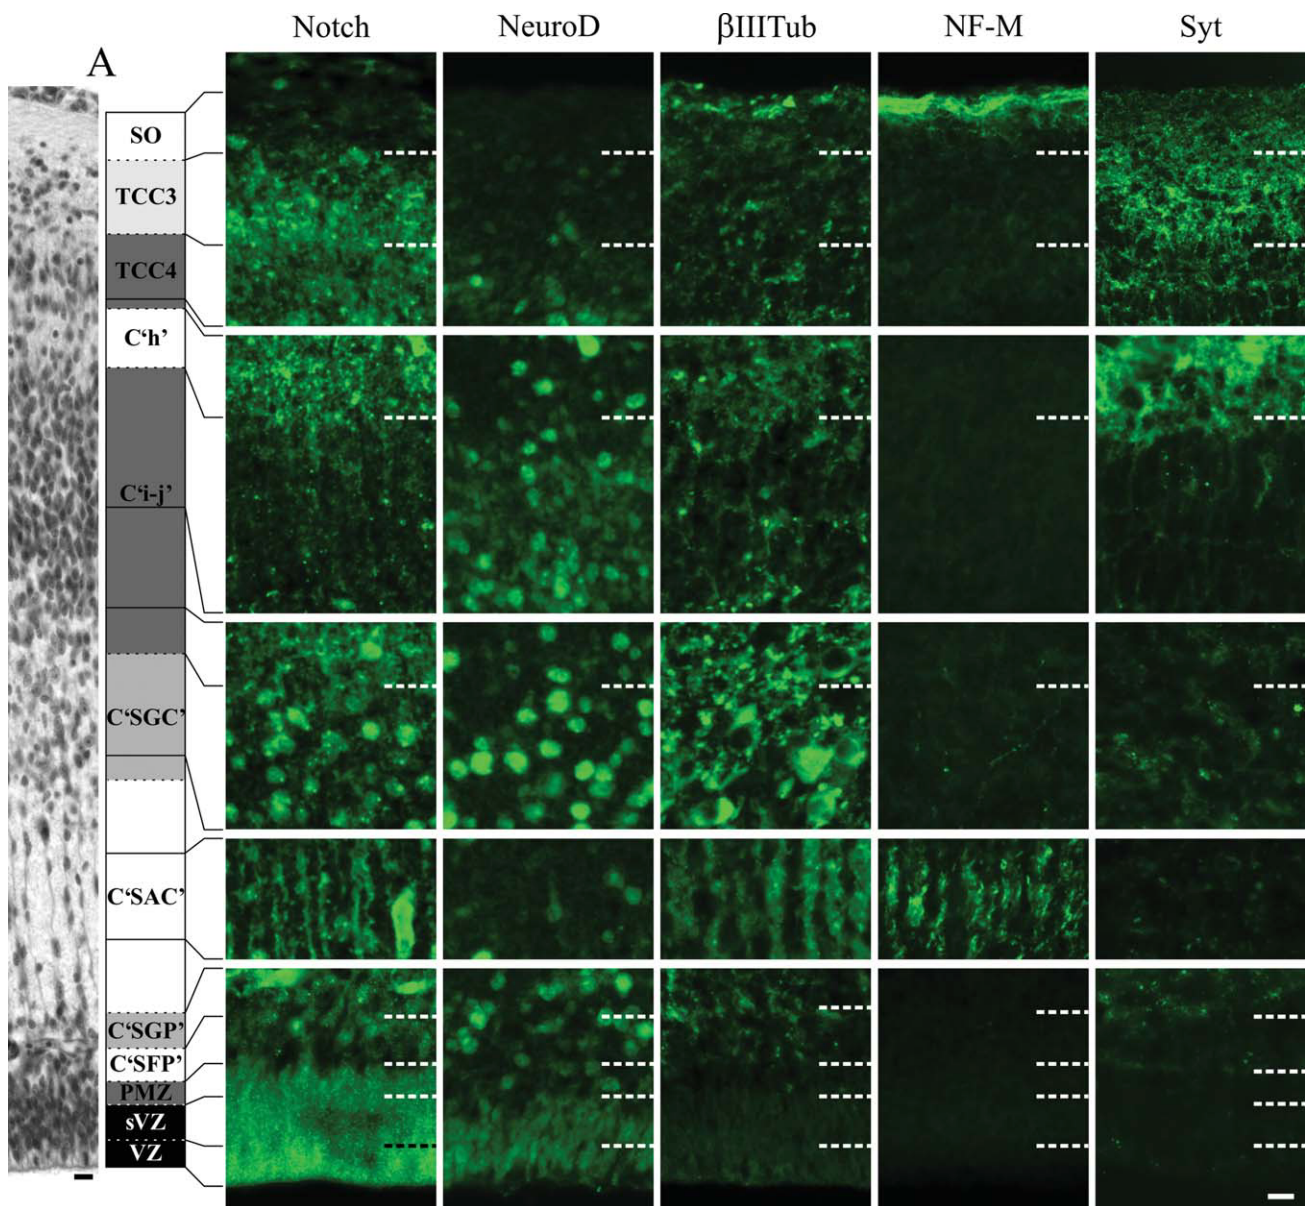 Notch NeuroD βIIITub NF-M Syt
A
SO
TCC3
TCC4
C‘h’
C‘i-j’
C‘SGC’
C‘SAC’
C‘SGP’
C‘SFP’
PMZ
sVZ
VZ